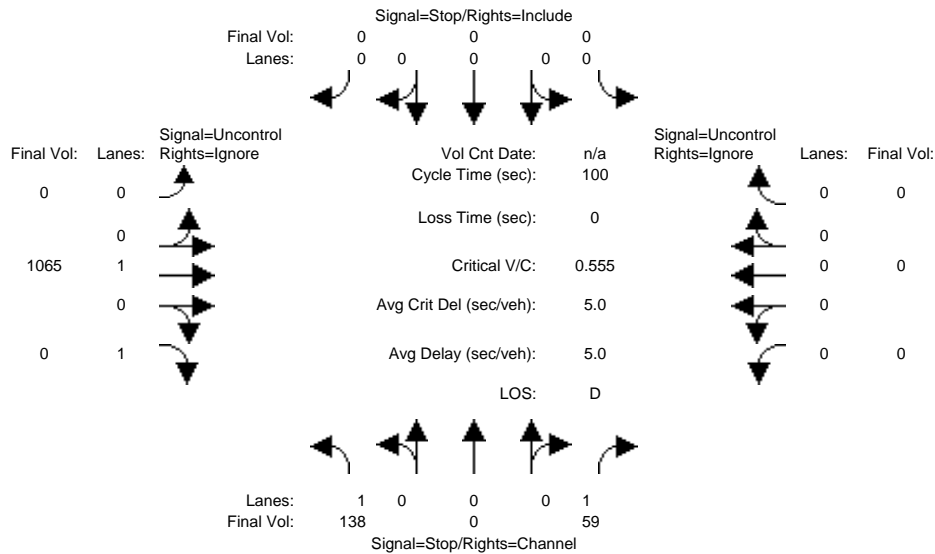 Signal=Stop/Rights=Include
Final Vol: 0 0 0
Lanes: 0 0 0 0 0
Signal=Uncontrol Signal=Uncontrol
Final Vol: Lanes: Rights=Ignore Vol Cnt Date: n/a Rights=Ignore Lanes: Final Vol:
Cycle Time (sec): 100
0 0 0 0
Loss Time (sec): 0
0 0
1065 1 Critical V/C: 0.555 0 0
0 Avg Crit Del (sec/veh): 5.0 0
0 1 Avg Delay (sec/veh): 5.0 0 0
LOS: D
Lanes: 1 0 0 0 1
Final Vol: 138 0 59
Signal=Stop/Rights=Channel